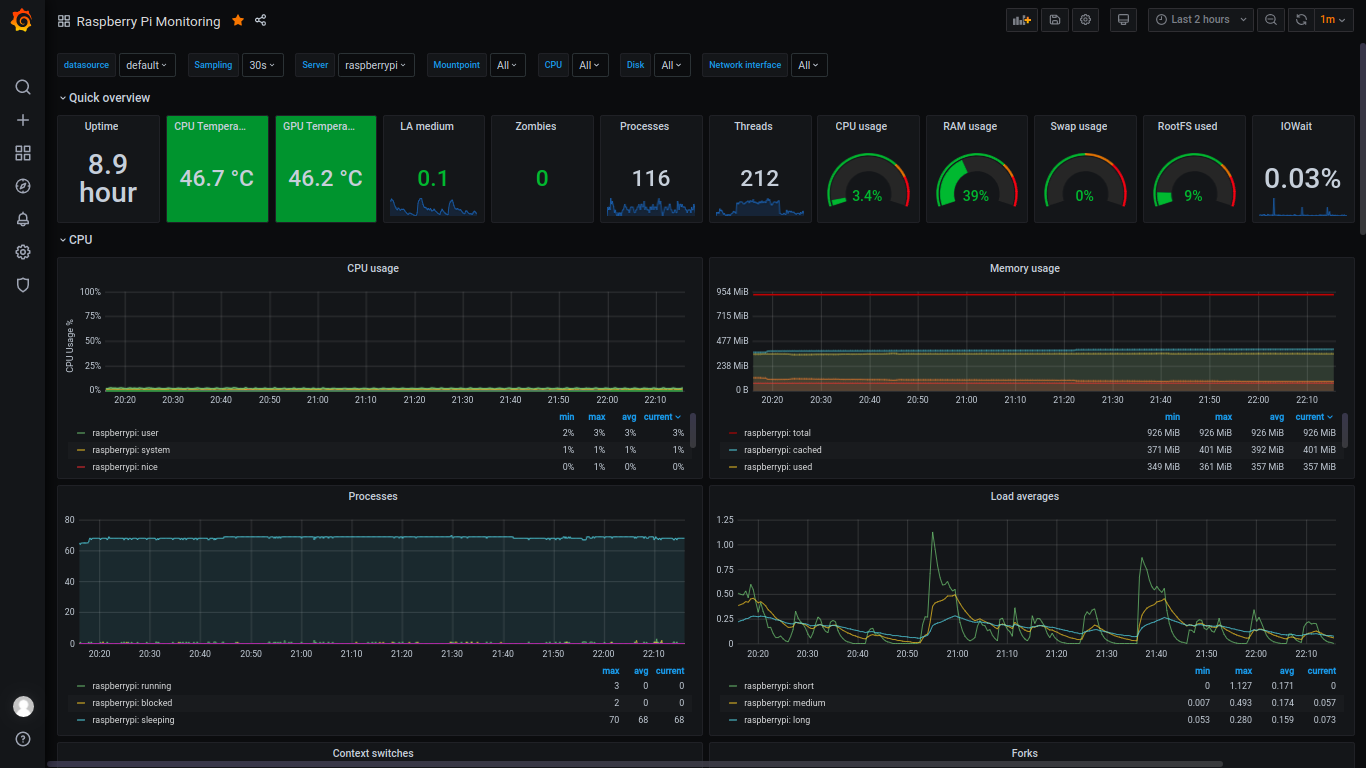 Raspberry Pi Monitoring
Last 2 hours
1m
datasource default Sampling 30s Server raspberrypi Mountpoint All CPU All Disk All Network interface All
Quick overview
Uptime CPU Tempera... GPU Tempera... LA medium Zombies Processes Threads CPU usage RAM usage Swap usage RootFS used IOWait
8.9 hour 46.7 °C 46.2 °C 0.1 0 116 212 3.4% 39% 0% 9% 0.03%
CPU
CPU usage
CPU Usage %
100%
75%
50%
25%
0%
20:20 20:30 20:40 20:50 21:00 21:10 21:20 21:30 21:40 21:50 22:00 22:10
min max avg current
raspberrypi: user 2% 3% 3% 3%
raspberrypi: system 1% 1% 1% 1%
raspberrypi: nice 0% 1% 0% 0%
Memory usage
954 MiB
715 MiB
477 MiB
238 MiB
0 B
20:20 20:30 20:40 20:50 21:00 21:10 21:20 21:30 21:40 21:50 22:00 22:10
min max avg current
raspberrypi: total 926 MiB 926 MiB 926 MiB 926 MiB
raspberrypi: cached 371 MiB 401 MiB 392 MiB 401 MiB
raspberrypi: used 349 MiB 361 MiB 357 MiB 357 MiB
Processes
80
60
40
20
0
20:20 20:30 20:40 20:50 21:00 21:10 21:20 21:30 21:40 21:50 22:00 22:10
max avg current
raspberrypi: running 3 0 0
raspberrypi: blocked 2 0 0
raspberrypi: sleeping 70 68 68
Load averages
1.25
1.00
0.75
0.50
0.25
0
20:20 20:30 20:40 20:50 21:00 21:10 21:20 21:30 21:40 21:50 22:00 22:10
min max avg current
raspberrypi: short 0 1.127 0.171 0
raspberrypi: medium 0.007 0.493 0.174 0.057
raspberrypi: long 0.053 0.280 0.159 0.073
Context switches
Forks